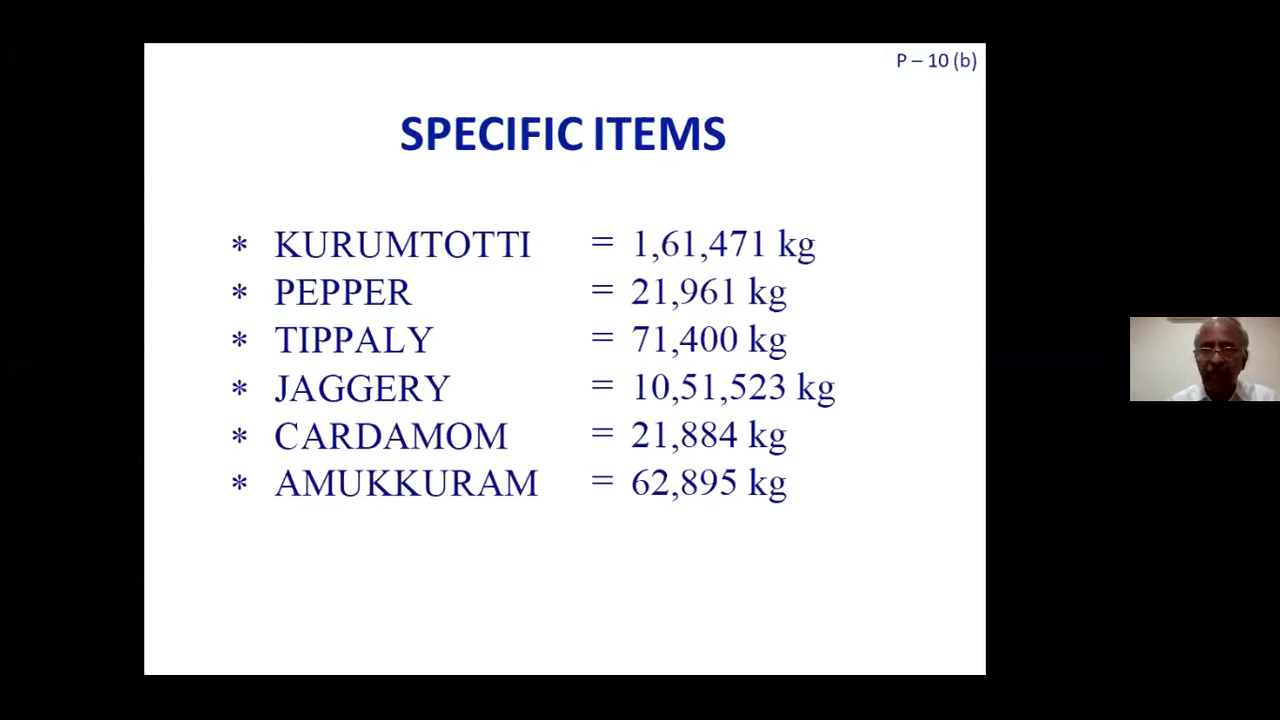 P – 10 (b)
SPECIFIC ITEMS
* KURUMTOTTI = 1,61,471 kg
* PEPPER = 21,961 kg
* TIPPALY = 71,400 kg
* JAGGERY = 10,51,523 kg
* CARDAMOM = 21,884 kg
* AMUKKURAM = 62,895 kg